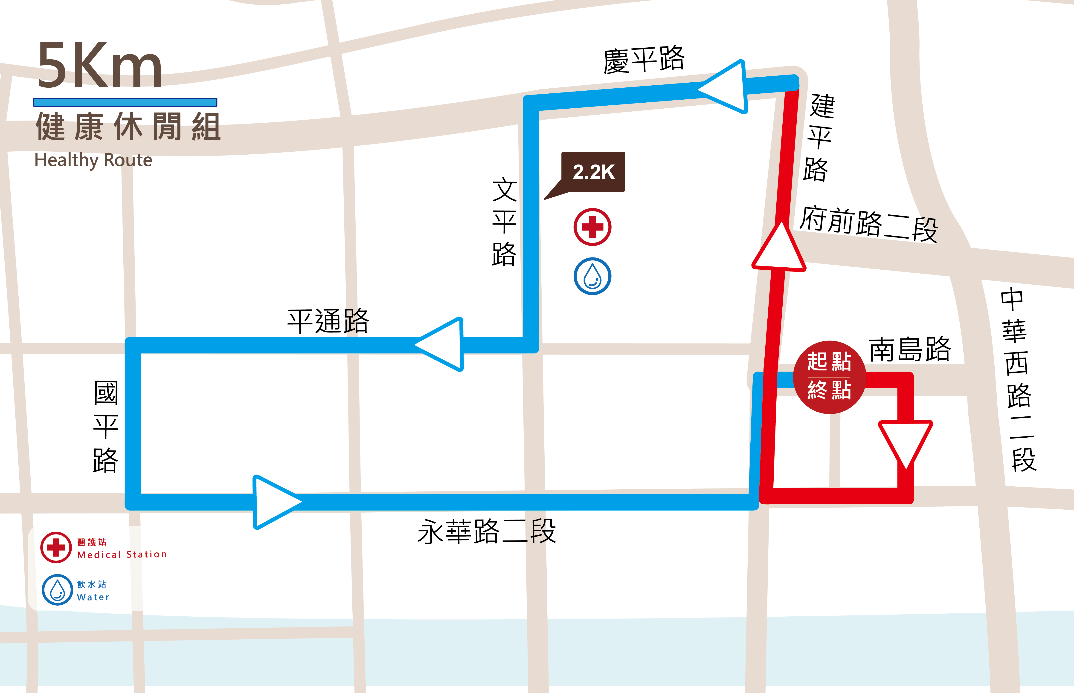 5Km
健康休閒組
Healthy Route
慶平路
建平路
2.2K
文平路
府前路二段
中華西路二段
平通路
南島路
起點
終點
國平路
永華路二段
醫護站
Medical Station
飲水站
Water